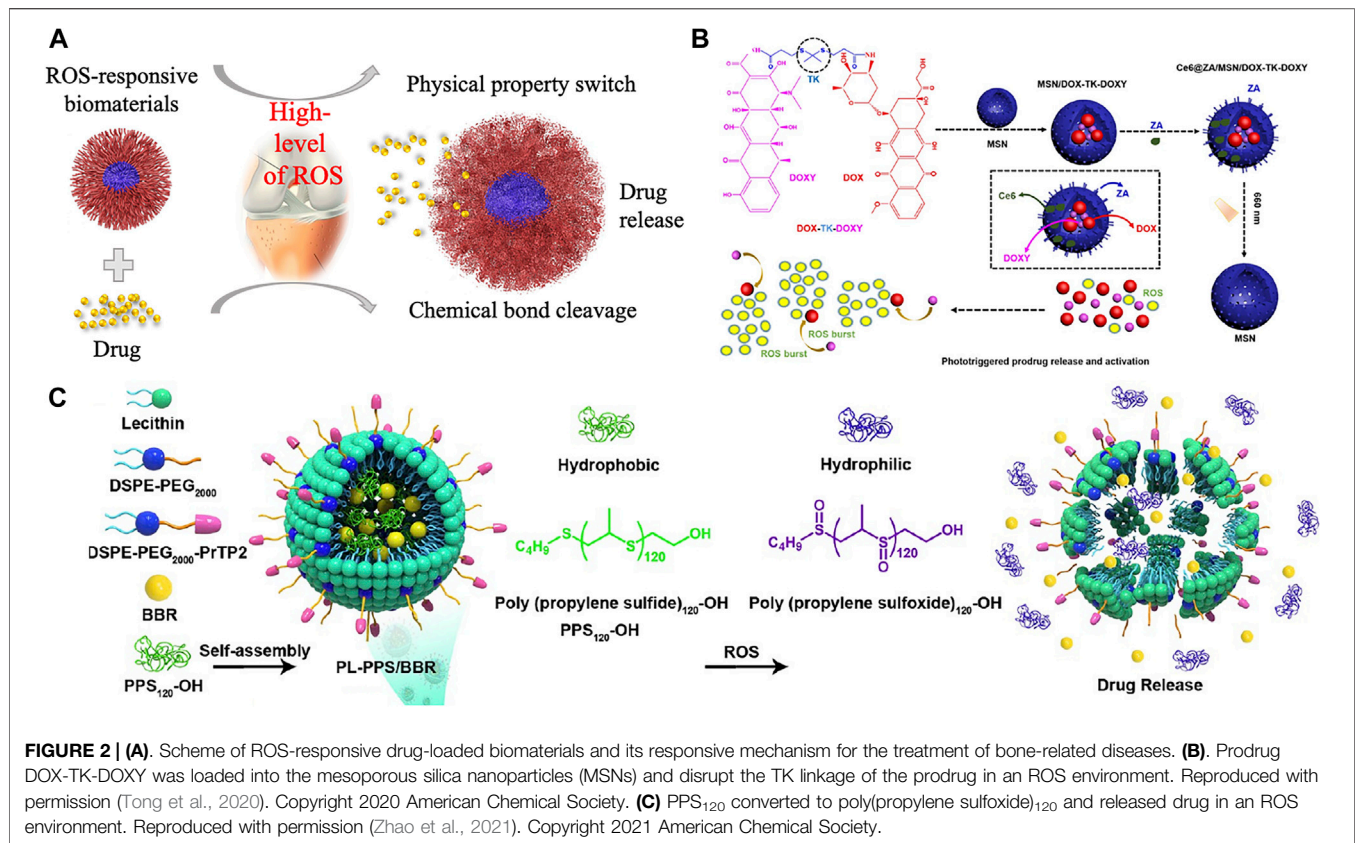 A
ROS-responsive
biomaterials
Drug
High-
level
of ROS
Physical property switch
Drug
release
Chemical bond cleavage
B
TK
DOXY
DOX
DOX-TK-DOXY
MSN
MSN/DOX-TK-DOXY
ZA
Ce6@ZA/MSN/DOX-TK-DOXY
ZA
660 nm
MSN
Ce6
ZA
DOX
DOXY
ROS
ROS burst
ROS burst
Phototriggered prodrug release and activation
C
Lecithin
DSPE-PEG2000
DSPE-PEG2000-PrTP2
BBR
PPS120-OH
Self-assembly
PL-PPS/BBR
Hydrophobic
C4H9 S S 120 OH
Poly (propylene sulfide)120-OH
PPS120-OH
ROS
Hydrophilic
O
C4H9 S S 120 OH
O
O
Poly (propylene sulfoxide)120-OH
Drug Release
FIGURE 2 | (A). Scheme of ROS-responsive drug-loaded biomaterials and its responsive mechanism for the treatment of bone-related diseases. (B). Prodrug
DOX-TK-DOXY was loaded into the mesoporous silica nanoparticles (MSNs) and disrupt the TK linkage of the prodrug in an ROS environment. Reproduced with
permission (Tong et al., 2020). Copyright 2020 American Chemical Society. (C) PPS120 converted to poly(propylene sulfoxide)120 and released drug in an ROS
environment. Reproduced with permission (Zhao et al., 2021). Copyright 2021 American Chemical Society.